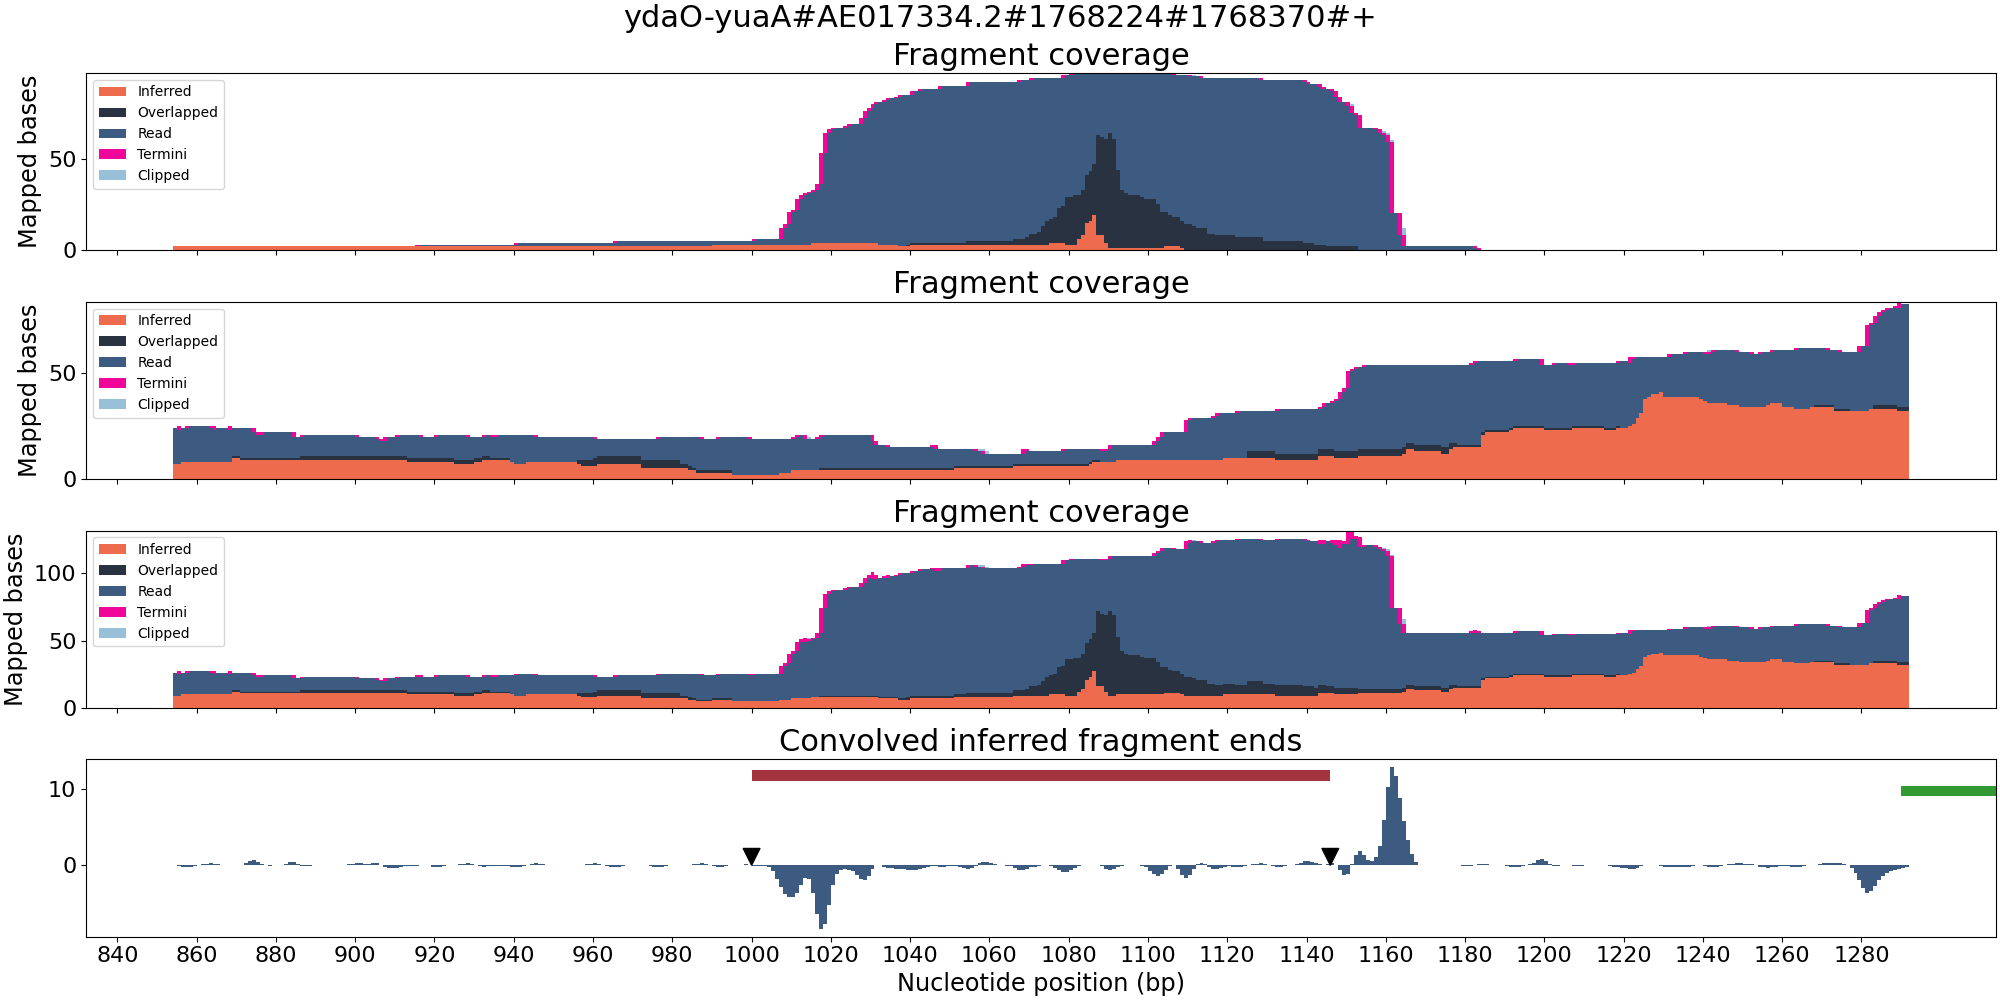 ydaO-yuaA#AE017334.2#1768224#1768370#+
Fragment coverage
Mapped bases
50
0
Inferred
Overlapped
Read
Termini
Clipped
Fragment coverage
Mapped bases
50
0
Inferred
Overlapped
Read
Termini
Clipped
Fragment coverage
Mapped bases
100
50
0
Inferred
Overlapped
Read
Termini
Clipped
Convolved inferred fragment ends
10
0
840 860 880 900 920 940 960 980 1000 1020 1040 1060 1080 1100 1120 1140 1160 1180 1200 1220 1240 1260 1280
Nucleotide position (bp)